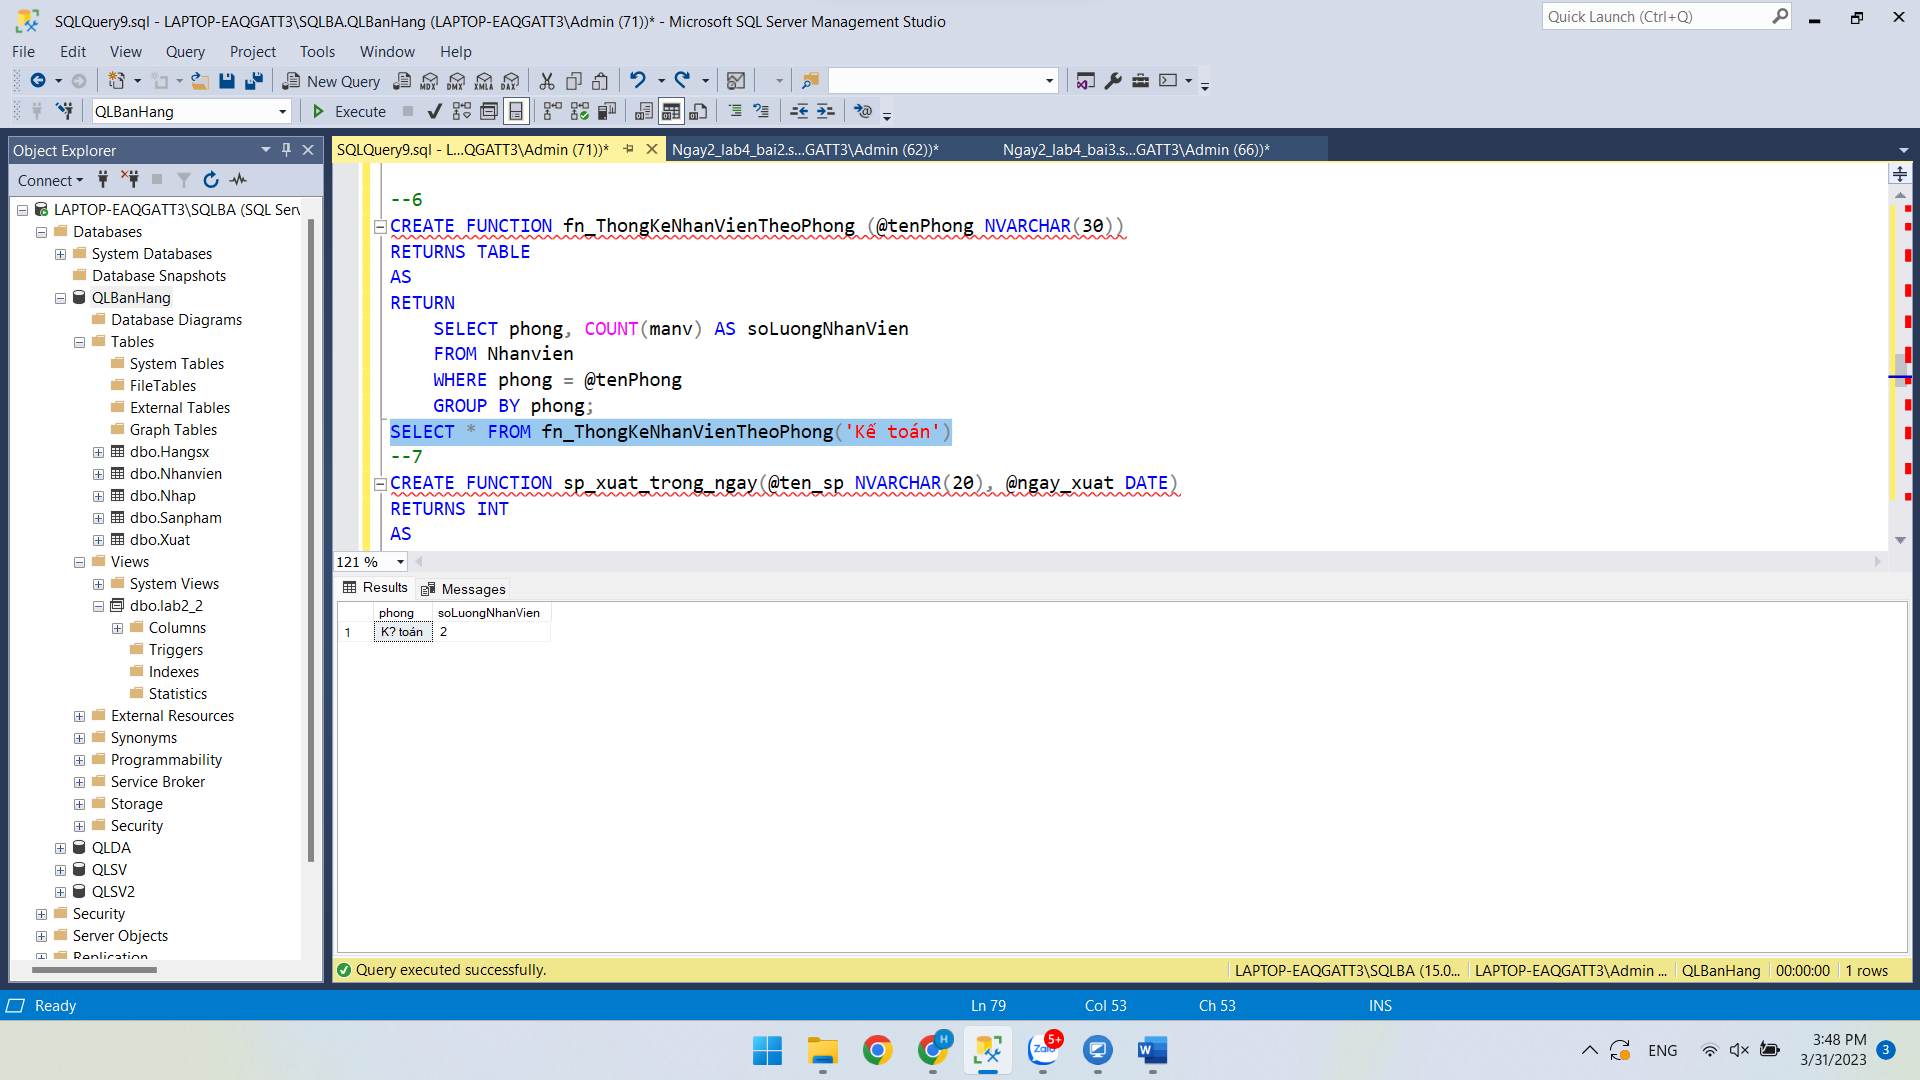 SQLQuery9.sql - LAPTOP-EAQGATT3\SQLBA.QLBanHang (LAPTOP-EAQGATT3\Admin (71))* - Microsoft SQL Server Management Studio
Quick Launch (Ctrl+Q)
File Edit View Query Project Tools Window Help
New Query
MDX DMX XMLA DAX
QLBanHang
Execute
Object Explorer
SQLQuery9.sql - L...QGATT3\Admin (71))*
Ngay2_lab4_bai2.s...GATT3\Admin (62))*
Ngay2_lab4_bai3.s...GATT3\Admin (66))*
Connect
LAPTOP-EAQGATT3\SQLBA (SQL Serv
Databases
System Databases
Database Snapshots
QLBanHang
Database Diagrams
Tables
System Tables
FileTables
External Tables
Graph Tables
dbo.Hangsx
dbo.Nhanvien
dbo.Nhap
dbo.Sanpham
dbo.Xuat
Views
System Views
dbo.lab2_2
Columns
Triggers
Indexes
Statistics
External Resources
Synonyms
Programmability
Service Broker
Storage
Security
QLDA
QLSV
QLSV2
Security
Server Objects
Replication
--6
CREATE FUNCTION fn_ThongKeNhanVienTheoPhong (@tenPhong NVARCHAR(30))
RETURNS TABLE
AS
RETURN
SELECT phong, COUNT(manv) AS soLuongNhanVien
FROM Nhanvien
WHERE phong = @tenPhong
GROUP BY phong;
SELECT * FROM fn_ThongKeNhanVienTheoPhong('Kế toán')
--7
CREATE FUNCTION sp_xuat_trong_ngay(@ten_sp NVARCHAR(20), @ngay_xuat DATE)
RETURNS INT
AS
121 %
Results Messages
phong soLuongNhanVien
1 K? toán 2
Query executed successfully.
LAPTOP-EAQGATT3\SQLBA (15.0... LAPTOP-EAQGATT3\Admin ... QLBanHang 00:00:00 1 rows
Ready Ln 79 Col 53 Ch 53 INS
H
Zalo 5+
W
ENG
3:48 PM
3/31/2023
3